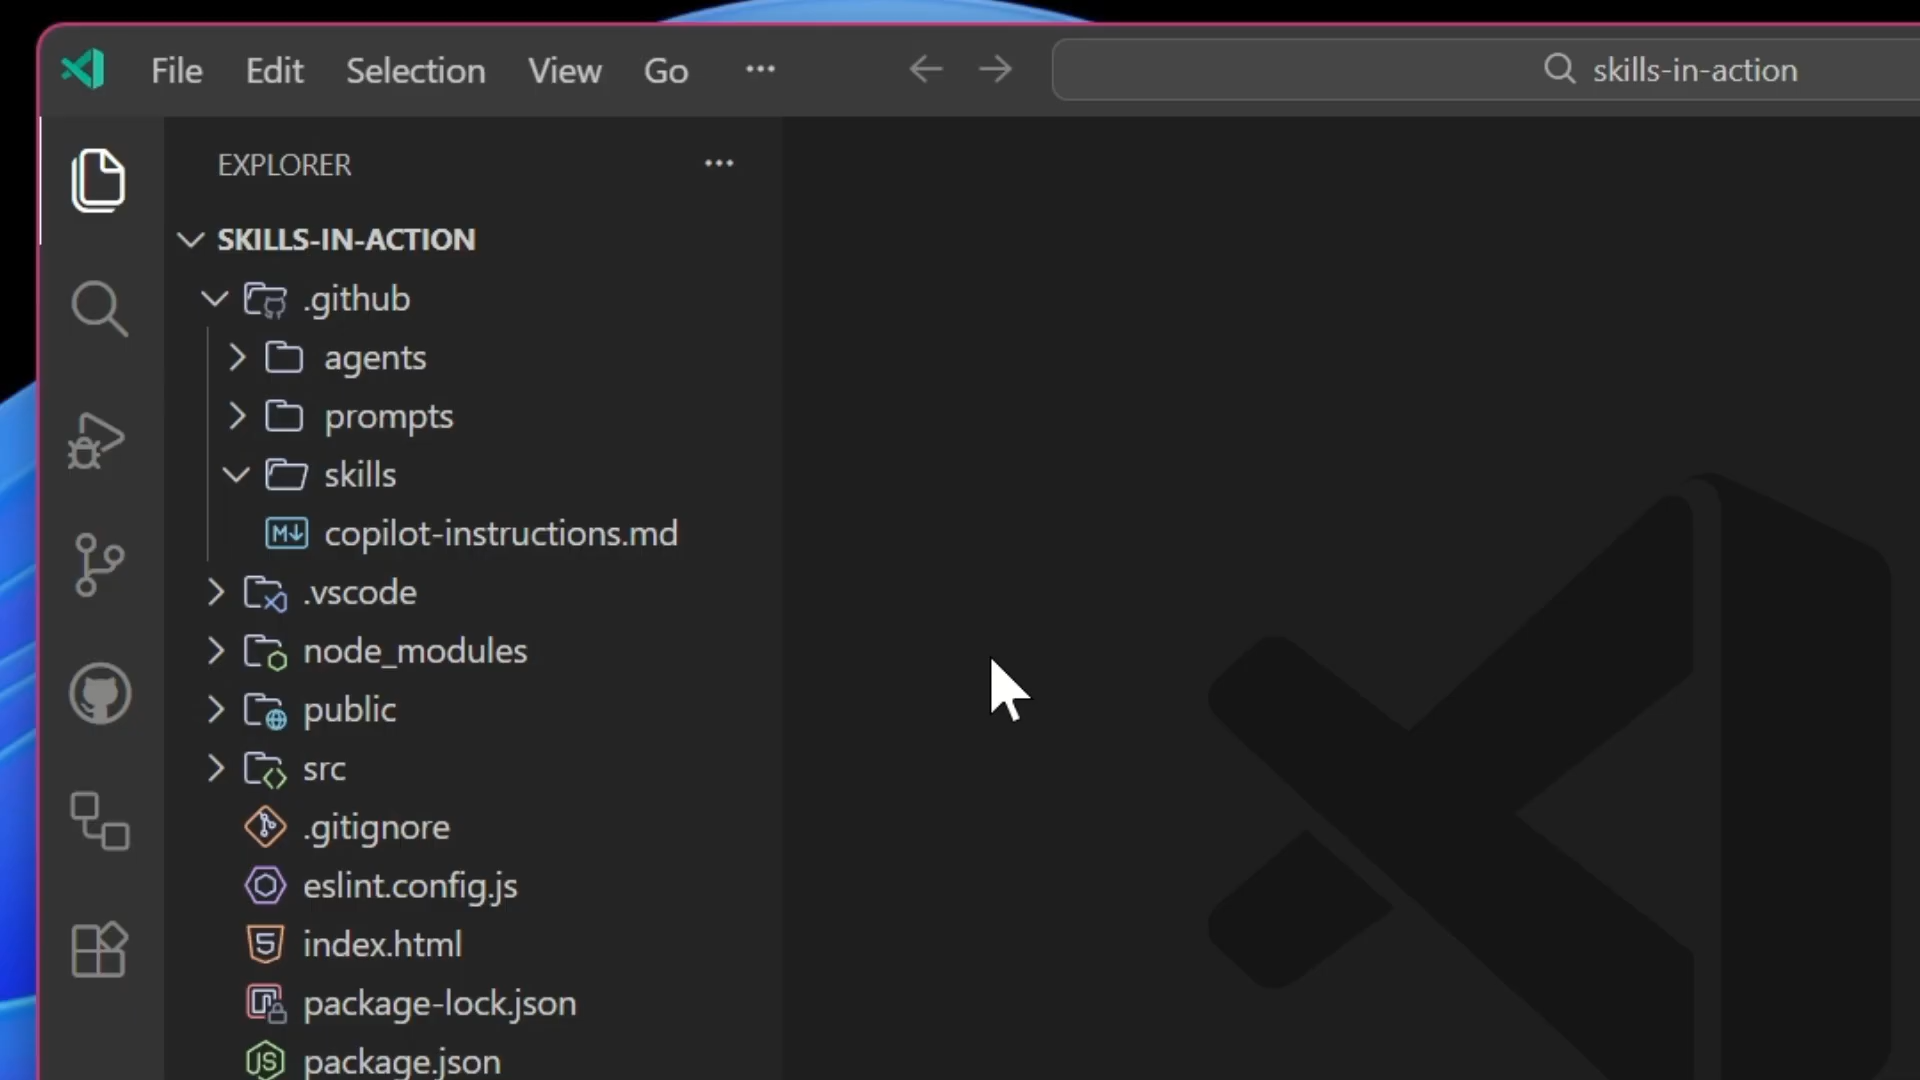 File Edit Selection View Go ···
skills-in-action
EXPLORER ···
SKILLS-IN-ACTION
.github
agents
prompts
skills
copilot-instructions.md
.vscode
node_modules
public
src
.gitignore
eslint.config.js
index.html
package-lock.json
package.json